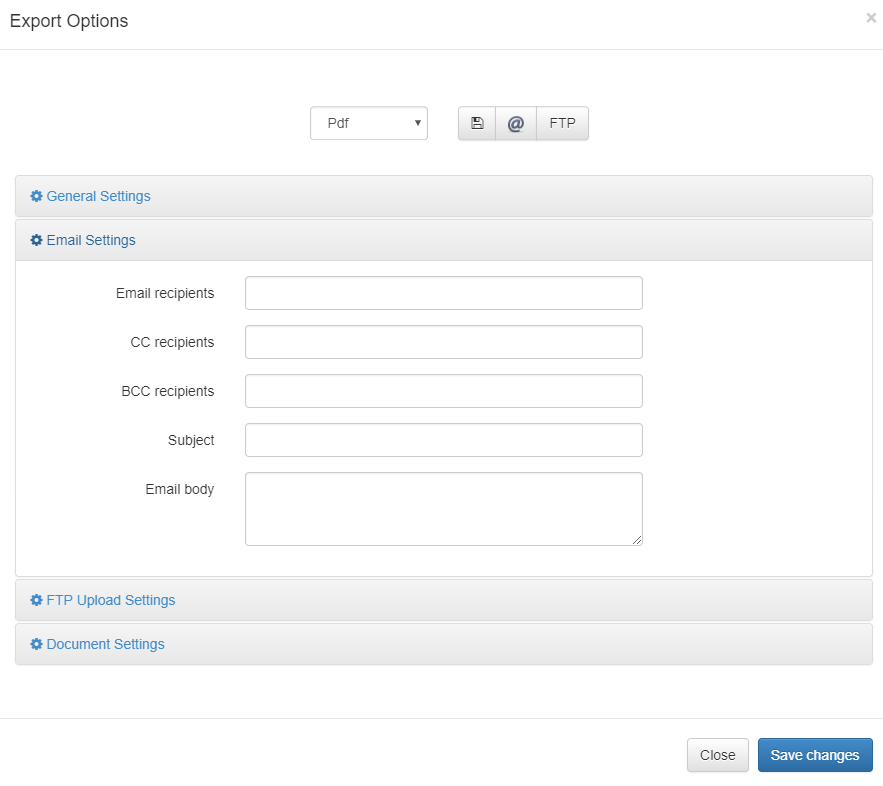 Export Options
×
Pdf
@ FTP
General Settings
Email Settings
Email recipients
CC recipients
BCC recipients
Subject
Email body
FTP Upload Settings
Document Settings
Close Save changes